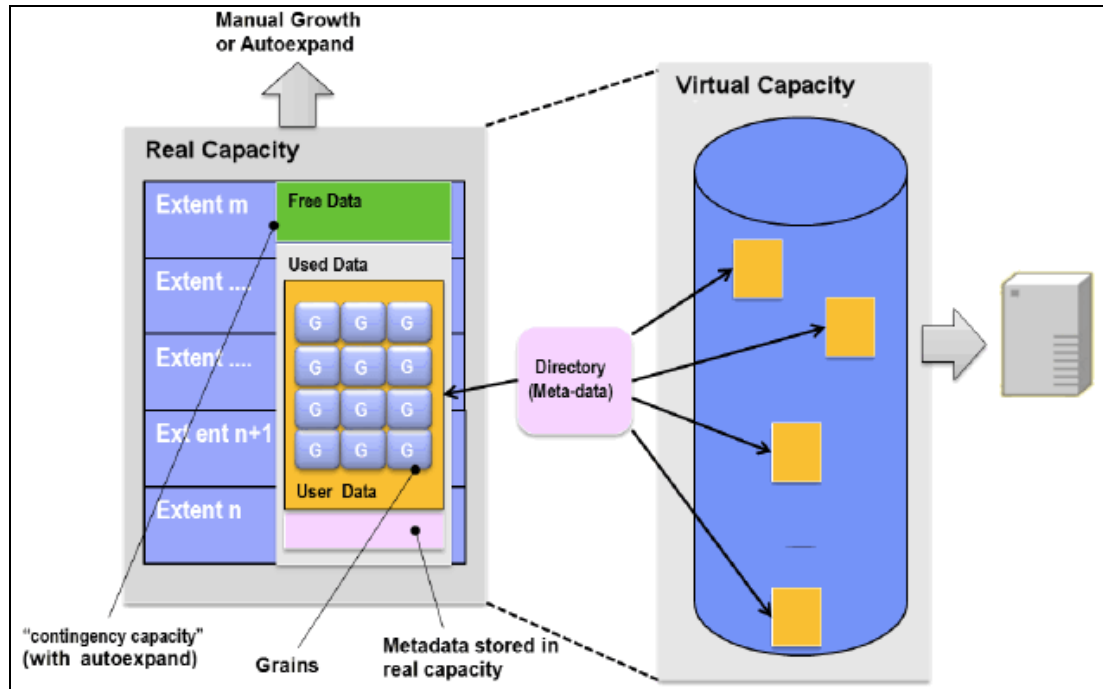 Manual Growth
or Autoexpand
Real Capacity
Extent m
Extent ....
Extent ....
Ext ent n+1
Extent n
Free Data
Used Data
G G G
G G G
G G G
G G G
User Data
Directory
(Meta-data)
Virtual Capacity
"contingency capacity"
(with autoexpand)
Grains
Metadata stored in
real capacity